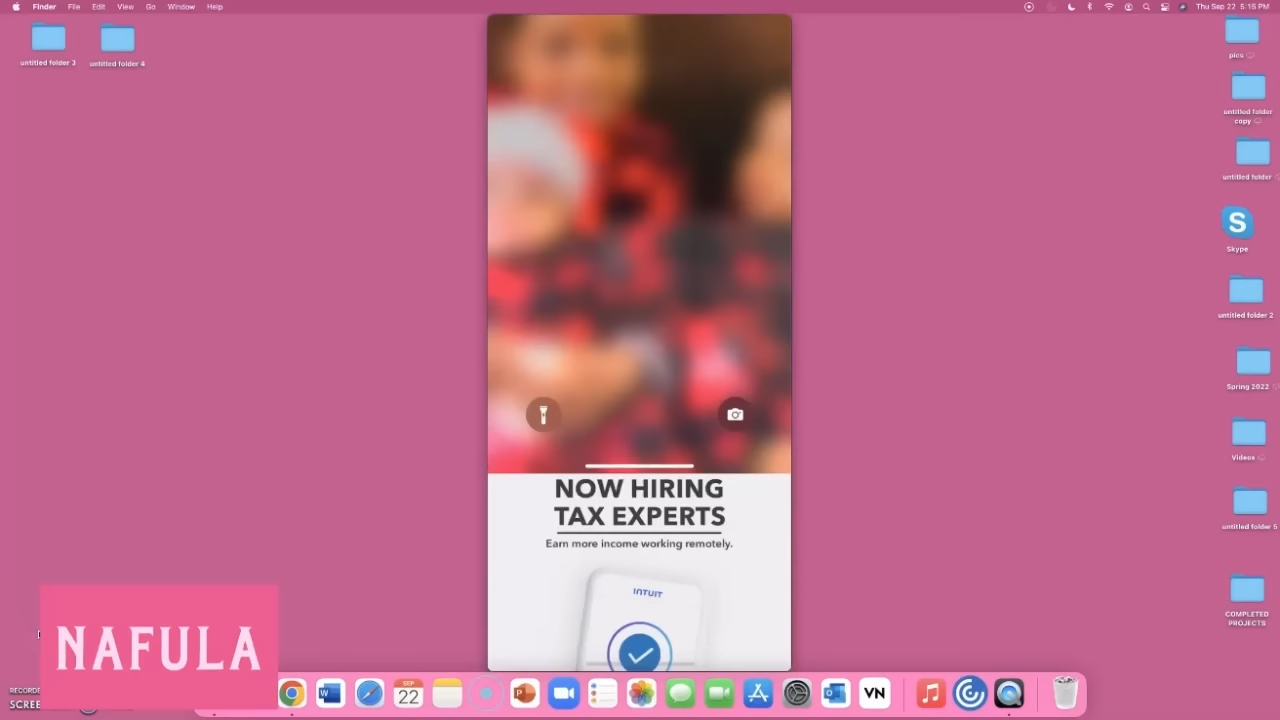 Finder File Edit View Go Window Help
Thu Sep 22 5:15 PM
untitled folder 3
untitled folder 4
pics
untitled folder
copy
untitled folder
Skype
untitled folder 2
Spring 2022
Videos
untitled folder 5
COMPLETED
PROJECTS
NOW HIRING
TAX EXPERTS
Earn more income working remotely.
INTUIT
NAFULA
RECORDE
SCREE
SEP
22
VN